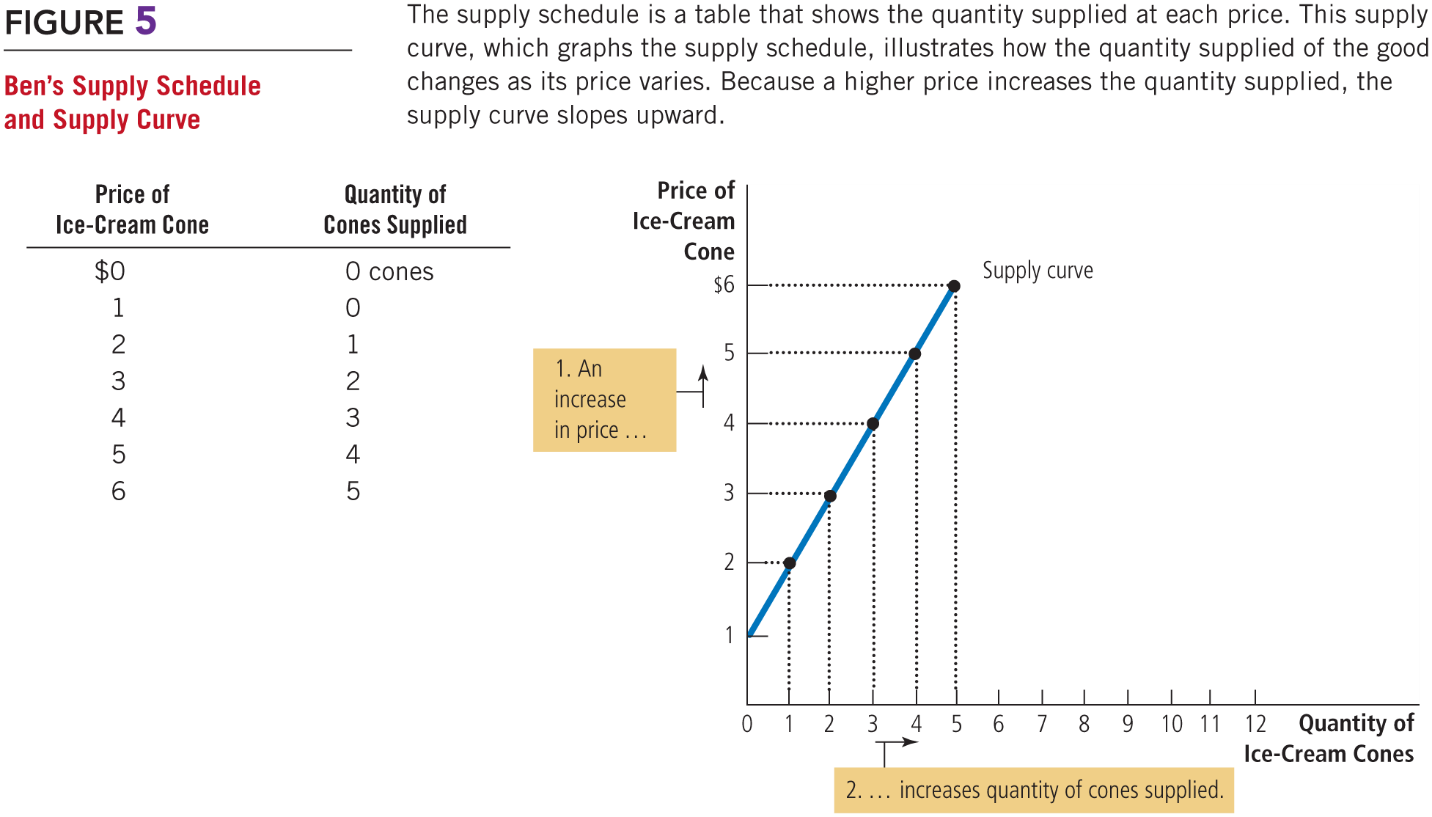 FIGURE 5
Ben's Supply Schedule
and Supply Curve
The supply schedule is a table that shows the quantity supplied at each price. This supply
curve, which graphs the supply schedule, illustrates how the quantity supplied of the good
changes as its price varies. Because a higher price increases the quantity supplied, the
supply curve slopes upward.
Price of Quantity of
Ice-Cream Cone Cones Supplied
$0 0 cones
1 0
2 1
3 2
4 3
5 4
6 5
Price of
Ice-Cream
Cone
$6
5
4
3
2
1
Supply curve
1. An
increase
in price ...
0 1 2 3 4 5 6 7 8 9 10 11 12
Quantity of
Ice-Cream Cones
2. ... increases quantity of cones supplied.